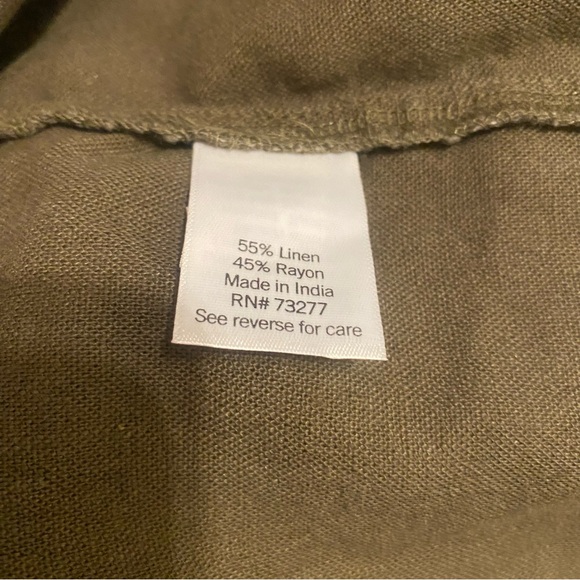 55% Linen
45% Rayon
Made in India
RN# 73277
See reverse for care